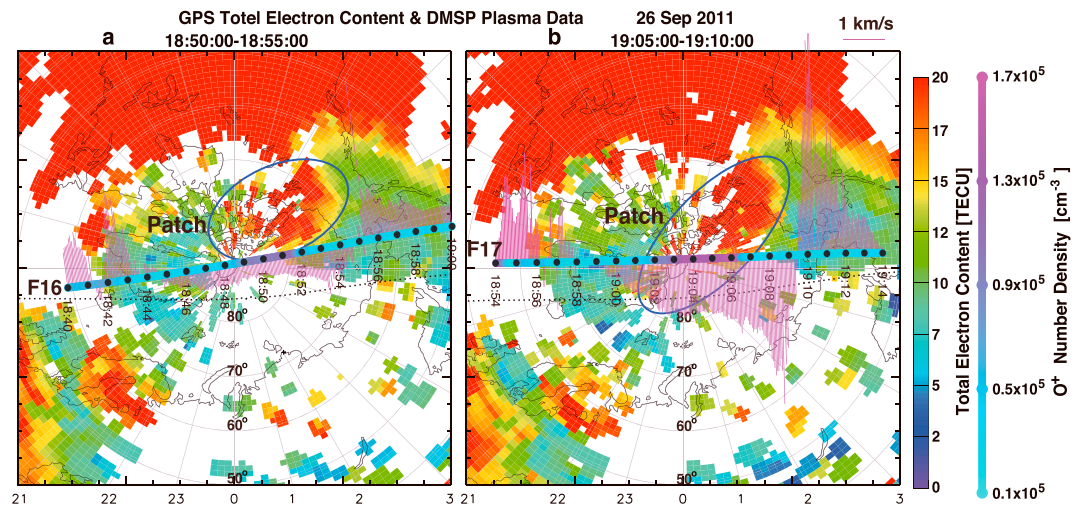 GPS Totel Electron Content & DMSP Plasma Data 26 Sep 2011
a 18:50:00-18:55:00 b 19:05:00-19:10:00 1 km/s
Patch Patch
F16 F17
18:40
18:42
18:44
18:46
18:48
18:50
18:52
18:54
18:56
18:58
18:54
18:56
18:58
19:00
19:02
19:04
19:06
19:08
19:10
19:12
19:14
80° 80°
70° 70°
60° 60°
50° 50°
21 22 23 0 1 2 3
21 22 23 0 1 2 3
20
17
15
12
10
7
5
2
0
Total Electron Content [TECU]
1.7x10⁵
1.3x10⁵
0.9x10⁵
0.5x10⁵
0.1x10⁵
O⁺ Number Density [cm⁻³]